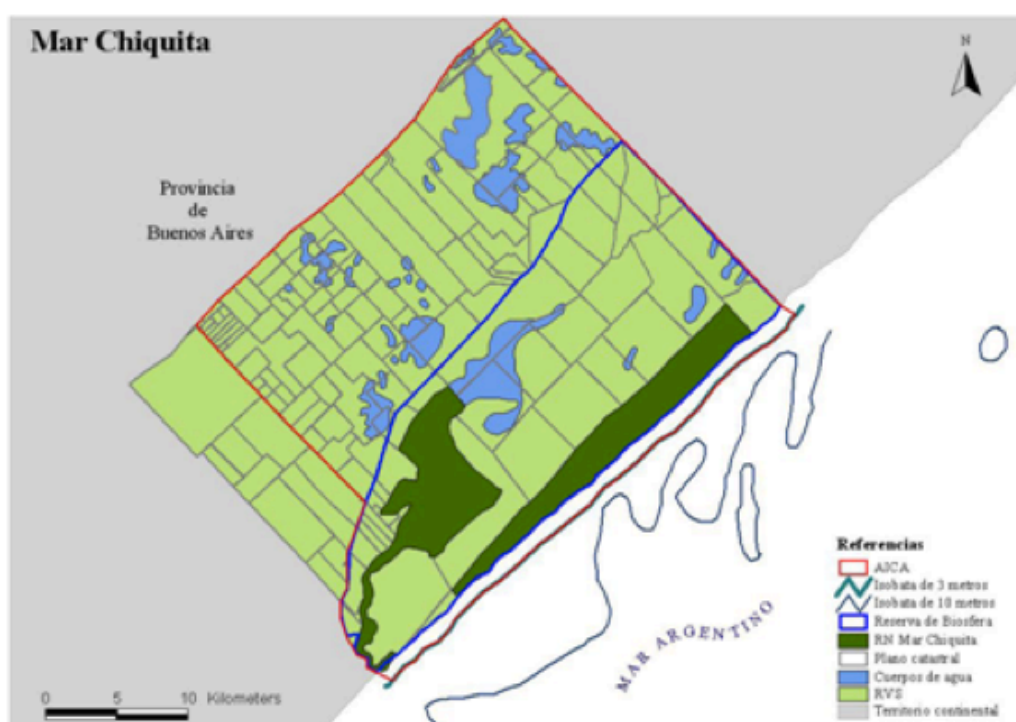 Mar Chiquita
N
Provincia
de
Buenos Aires
Referencias
AICA
Isobata de 3 metros
Isobata de 10 metros
Reserva de Biosfera
RN Mar Chiquita
Plano catastral
Cuerpos de agua
RVS
Territorio continental
MAR ARGENTINO
0 5 10 Kilometers